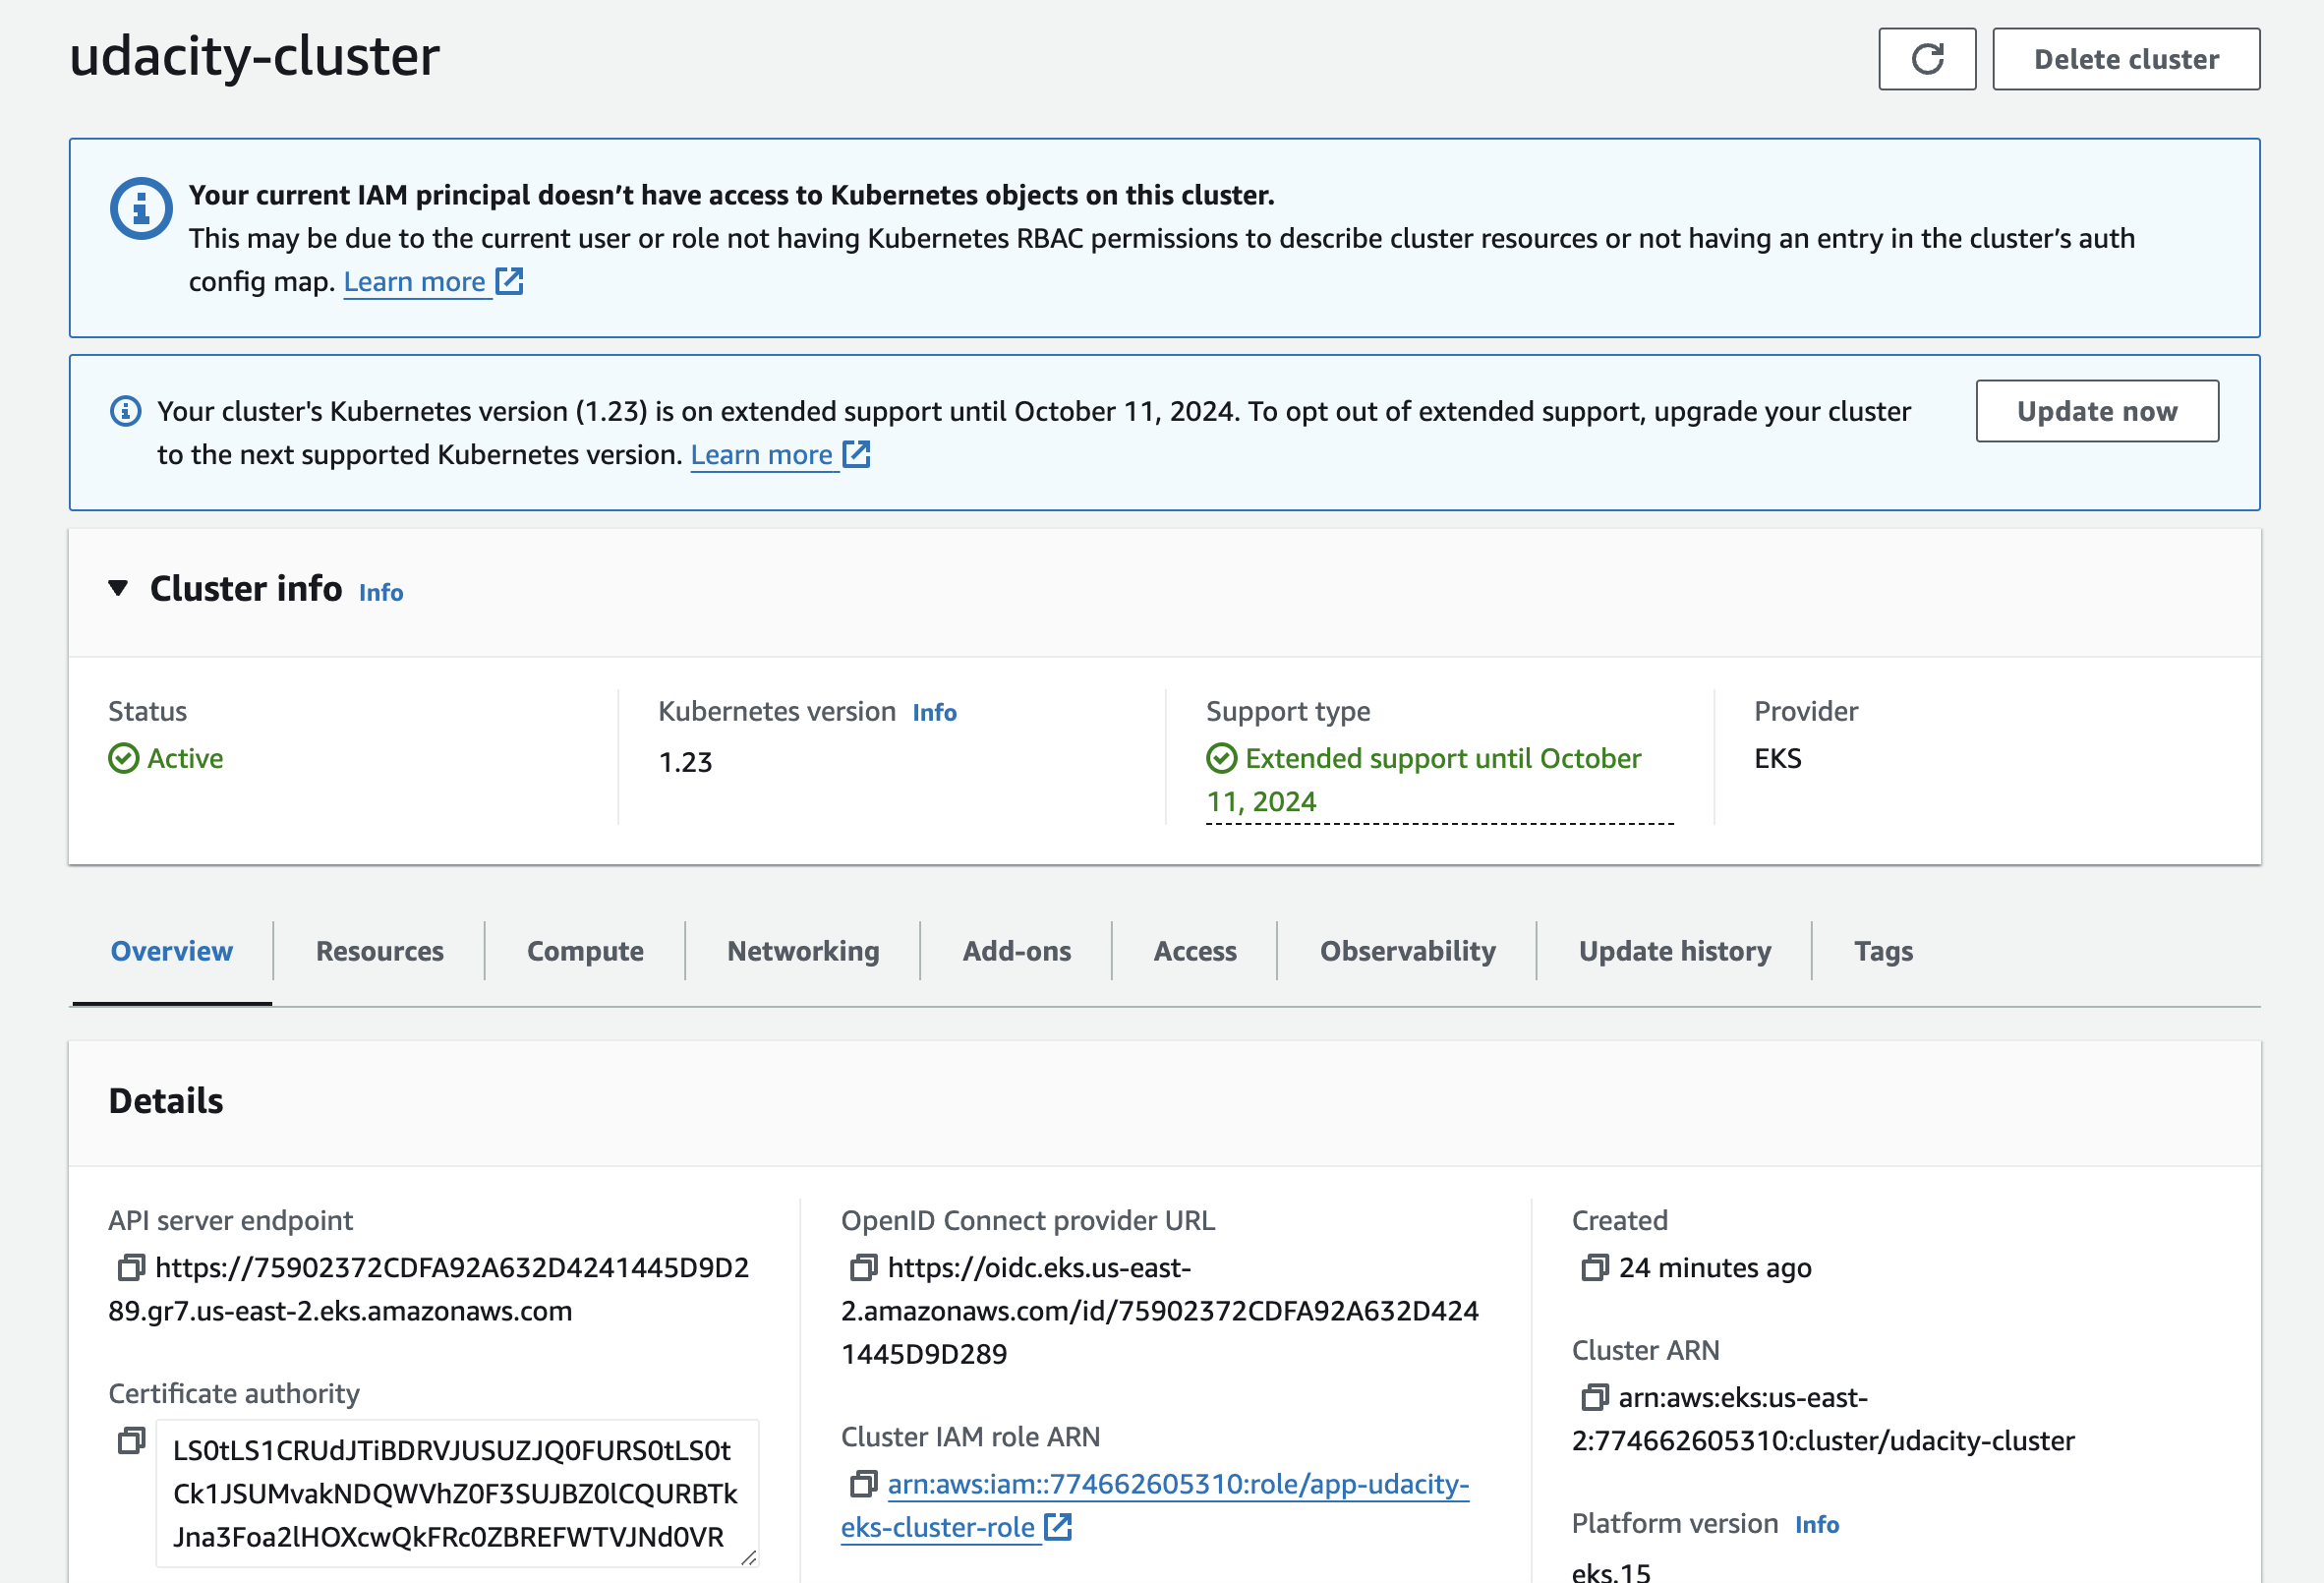 udacity-cluster
Delete cluster
Your current IAM principal doesn’t have access to Kubernetes objects on this cluster.
This may be due to the current user or role not having Kubernetes RBAC permissions to describe cluster resources or not having an entry in the cluster’s auth
config map. Learn more
Your cluster's Kubernetes version (1.23) is on extended support until October 11, 2024. To opt out of extended support, upgrade your cluster
to the next supported Kubernetes version. Learn more
Update now
Cluster info Info
Status
Active
Kubernetes version Info
1.23
Support type
Extended support until October
11, 2024
Provider
EKS
Overview
Resources
Compute
Networking
Add-ons
Access
Observability
Update history
Tags
Details
API server endpoint
https://75902372CDFA92A632D4241445D9D2
89.gr7.us-east-2.eks.amazonaws.com
Certificate authority
LS0tLS1CRUdJTiBDRVJUSUZJQ0FURS0tLS0t
Ck1JSUMvakNDQWVhZ0F3SUJBZ0lCQURBTk
Jna3Foa2lHOXcwQkFRc0ZBREFWTVJNd0VR
OpenID Connect provider URL
https://oidc.eks.us-east-
2.amazonaws.com/id/75902372CDFA92A632D424
1445D9D289
Cluster IAM role ARN
arn:aws:iam::774662605310:role/app-udacity-
eks-cluster-role
Created
24 minutes ago
Cluster ARN
arn:aws:eks:us-east-
2:774662605310:cluster/udacity-cluster
Platform version Info
eks.15